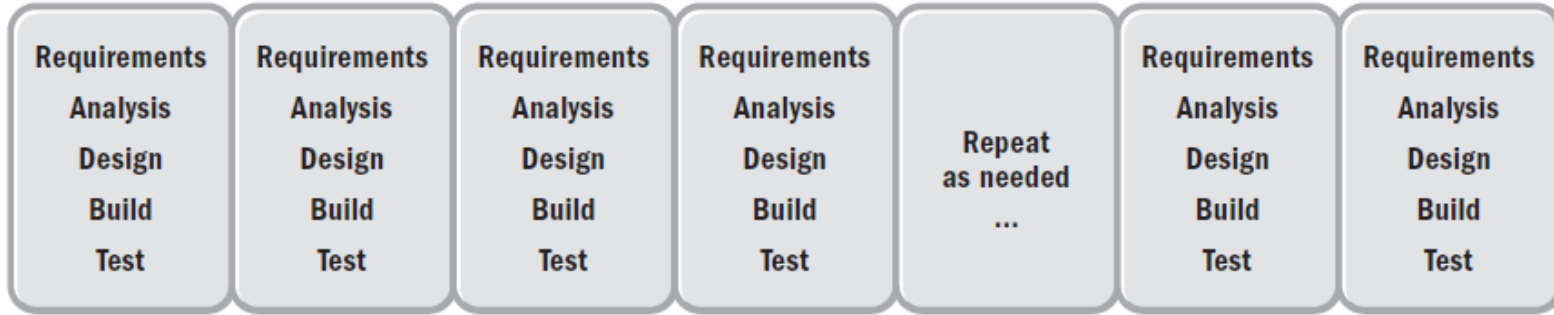 Requirements
Analysis
Design
Build
Test
Requirements
Analysis
Design
Build
Test
Requirements
Analysis
Design
Build
Test
Requirements
Analysis
Design
Build
Test
Repeat
as needed
...
Requirements
Analysis
Design
Build
Test
Requirements
Analysis
Design
Build
Test